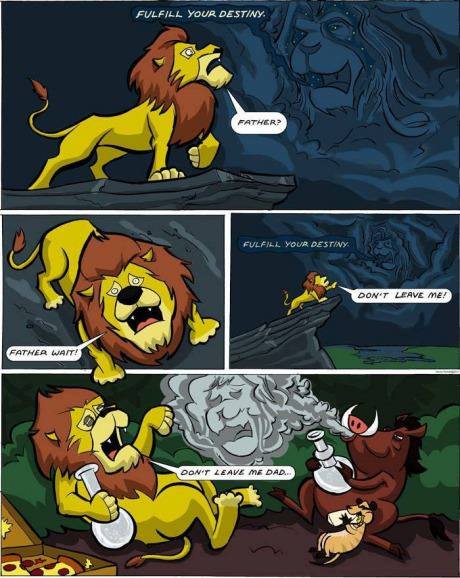 FULFILL YOUR DESTINY.
FATHER?
FATHER WAIT!
FULFILL YOUR DESTINY.
DON'T LEAVE ME!
DON'T LEAVE ME DAD...